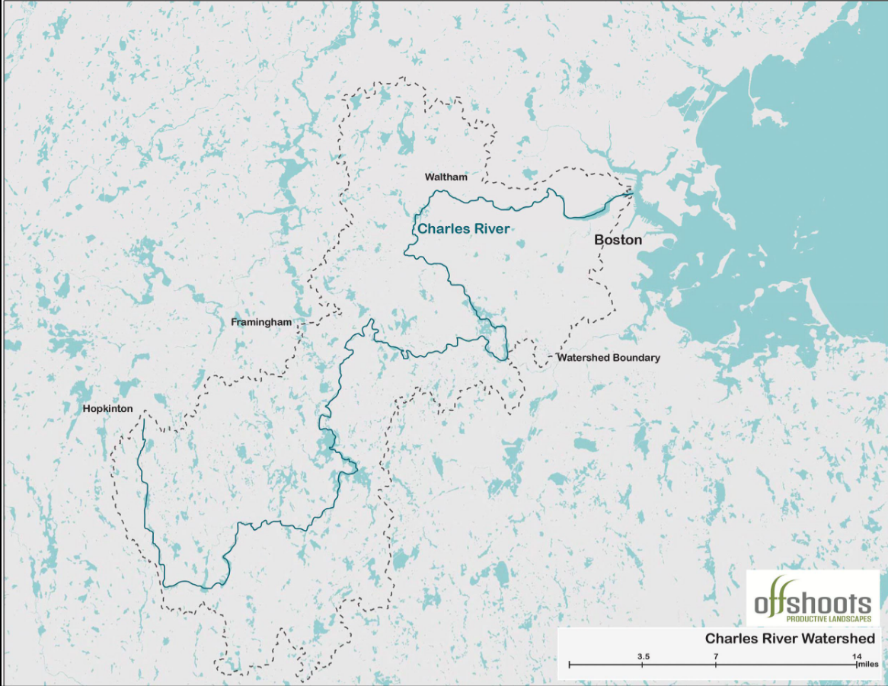 Waltham
Charles River
Boston
Framingham
Watershed Boundary
Hopkinton
offshoots
PRODUCTIVE LANDSCAPES
Charles River Watershed
3.5 7 14
miles